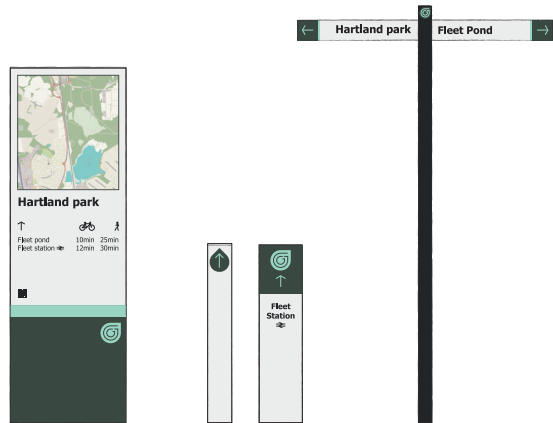 Hartland park
Fleet pond 10min 25min
Fleet station 12min 30min
Fleet
Station
Hartland park
Fleet Pond